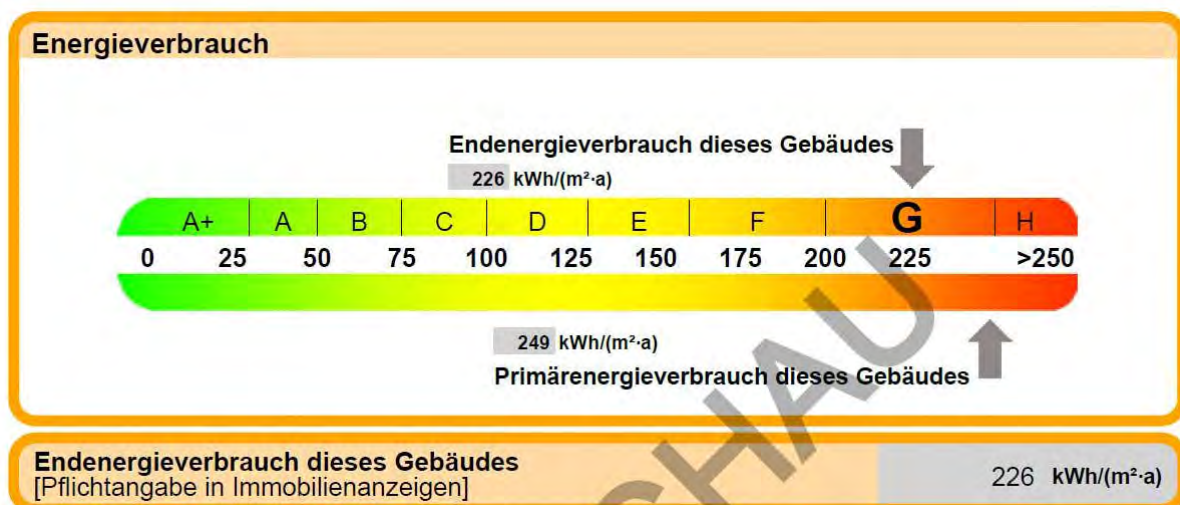 Energieverbrauch
Endenergieverbrauch dieses Gebäudes
226 kWh/(m²·a)
A+ A B C D E F G H
0 25 50 75 100 125 150 175 200 225 >250
249 kWh/(m²·a)
Primärenergieverbrauch dieses Gebäudes
CHAU
Endenergieverbrauch dieses Gebäudes
[Pflichtangabe in Immobilienanzeigen]
226 kWh/(m²·a)